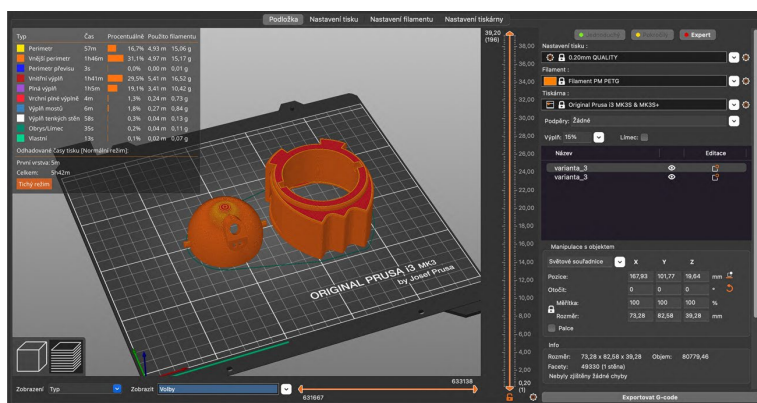 Podložka Nastavení tisku Nastavení filamentu Nastavení tiskárny
Typ Čas Procentuálně Použito filamentu
Perimetr 57m 16,7% 4,93 m 15,06 g
Vnější perimetr 1h46m 31,1% 4,97 m 15,17 g
Perimetr převisu 3s 0,0% 0,00 m 0,01 g
Vnitřní výplň 1h41m 29,5% 5,41 m 16,52 g
Plná výplň 1h5m 19,1% 3,41 m 10,42 g
Vrchní plné výplně 4m 1,3% 0,24 m 0,73 g
Výplň mostů 6m 1,8% 0,27 m 0,84 g
Výplň tenkých stěn 58s 0,3% 0,04 m 0,13 g
Obrys/Límec 35s 0,2% 0,04 m 0,11 g
Vlastní 13s 0,1% 0,02 m 0,07 g
Odhadované časy tisku [Normální režim]:
První vrstva: 5m
Celkem: 5h42m
Tichý režim
ORIGINAL PRUSA i3 MK3
by Josef Prusa
Zobrazení Typ Zobrazit Volby
633138
631667
39,20
(196)
38,00
36,00
34,00
32,00
30,00
28,00
26,00
24,00
22,00
20,00
18,00
16,00
14,00
12,00
10,00
8,00
6,00
4,00
2,00
0,20
(1)
Expert
Nastavení tisku :
0.20mm QUALITY
Filament :
Filament PM PETG
Tiskárna :
Original Prusa i3 MK3S & MK3S+
Podpěry: Žádné
Výplň: 15% Límec:
Název Editace
varianta_3
varianta_3
Manipulace s objektem
Světové souřadnice X Y Z
Pozice: 167,93 101,77 19,64 mm
Otočit: 0 0 0 °
Měřítka: 100 100 100 %
Rozměr: 73,28 82,58 39,28 mm
Palce
Info
Rozměr: 73,28 x 82,58 x 39,28 Objem: 80779,46
Facety: 49330 (1 stěna)
Nebyly zjištěny žádné chyby
Exportovat G-code